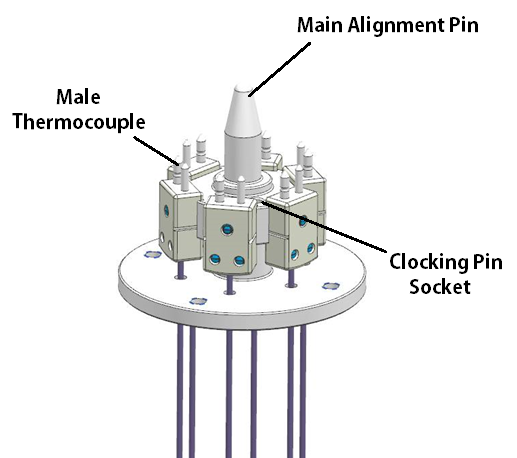 Main Alignment Pin
Male
Thermocouple
Clocking Pin
Socket